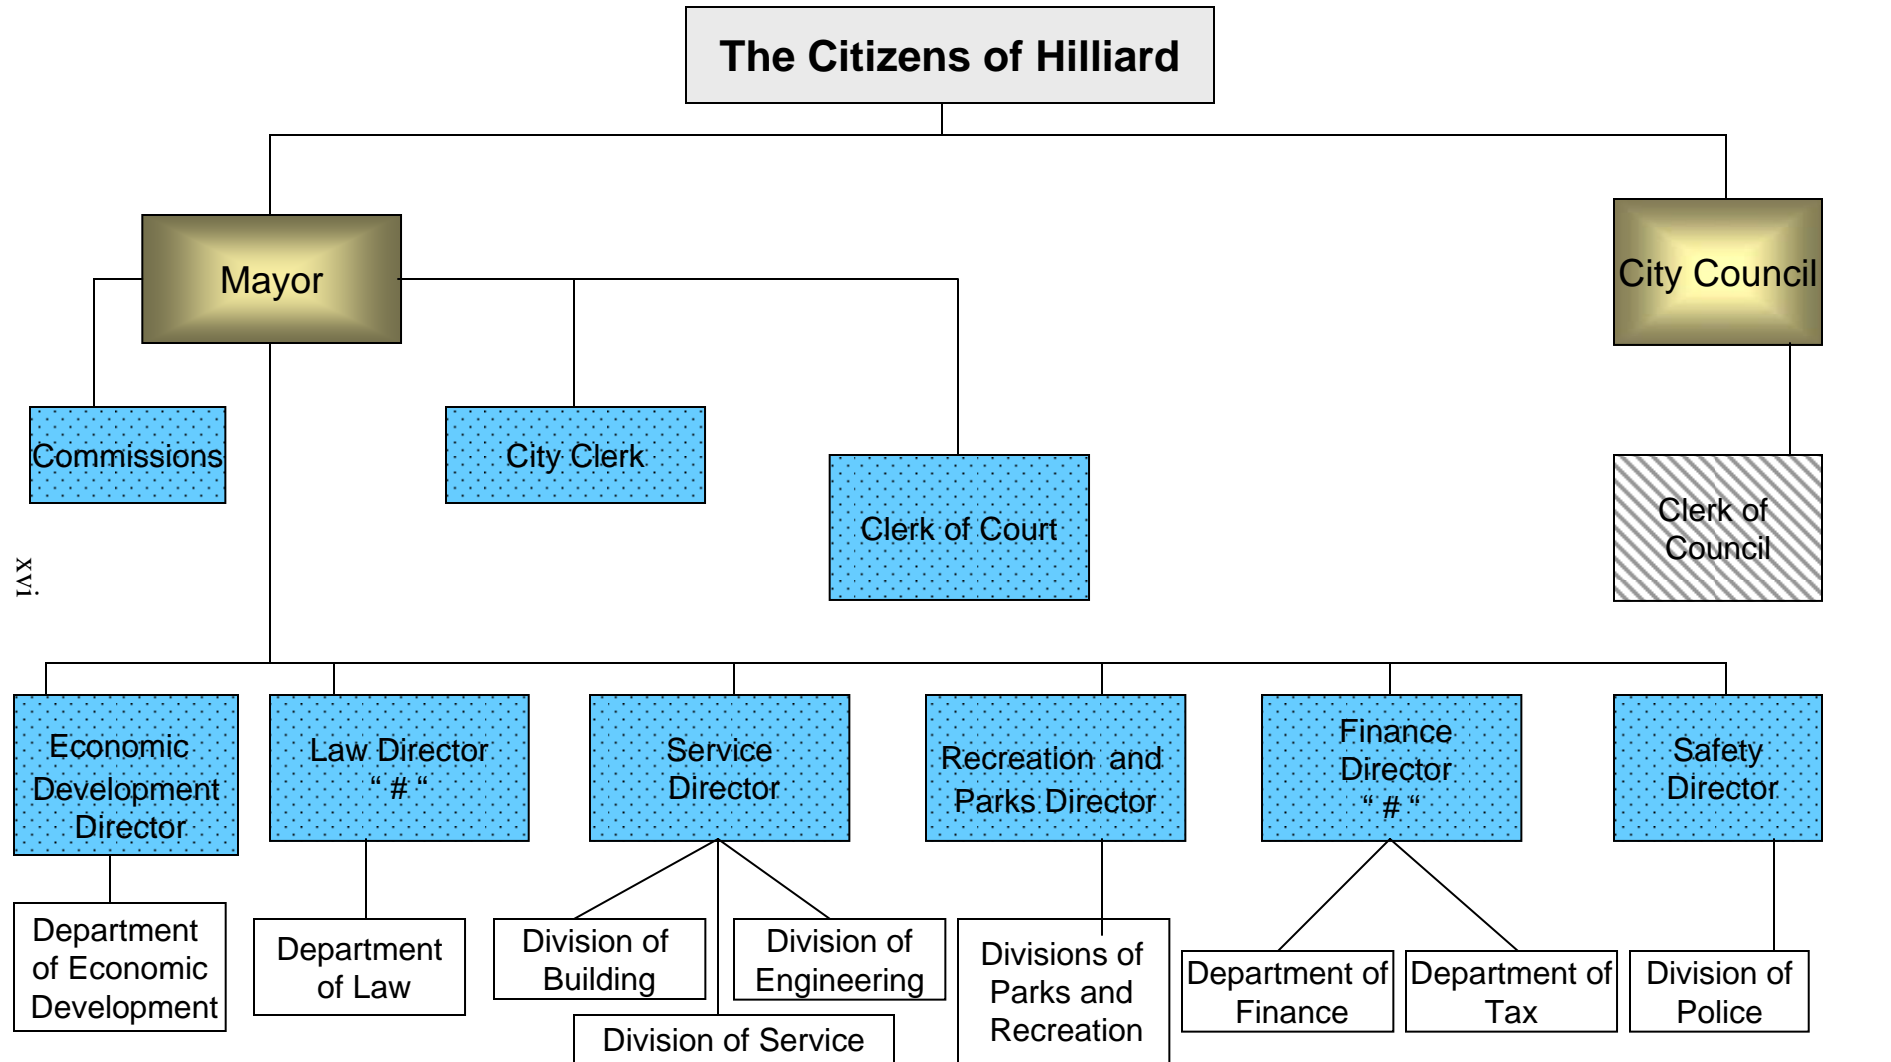 The Citizens of Hilliard
Mayor
City Council
Commissions
City Clerk
Clerk of Court
Clerk of
Council
xvi
Economic
Development
Director
Law Director
“ # “
Service
Director
Recreation and
Parks Director
Finance
Director
“ # “
Safety
Director
Department
of Economic
Development
Department
of Law
Division of
Building
Division of
Engineering
Division of Service
Divisions of
Parks and
Recreation
Department of
Finance
Department of
Tax
Division of
Police